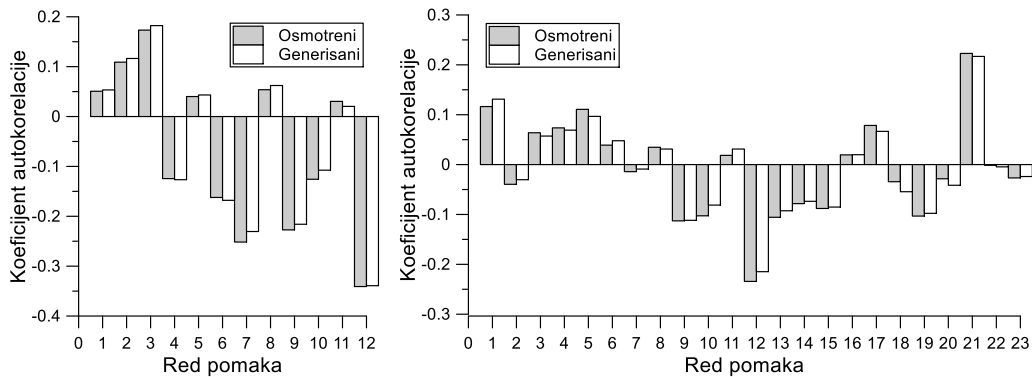 Koeficijent autokorelacije
0.2
0.1
0
-0.1
-0.2
-0.3
-0.4
Osmotreni
Generisani
0 1 2 3 4 5 6 7 8 9 10 11 12
Red pomaka
Koeficijent autokorelacije
0.3
0.2
0.1
0
-0.1
-0.2
-0.3
Osmotreni
Generisani
0 1 2 3 4 5 6 7 8 9 10 11 12 13 14 15 16 17 18 19 20 21 22 23
Red pomaka